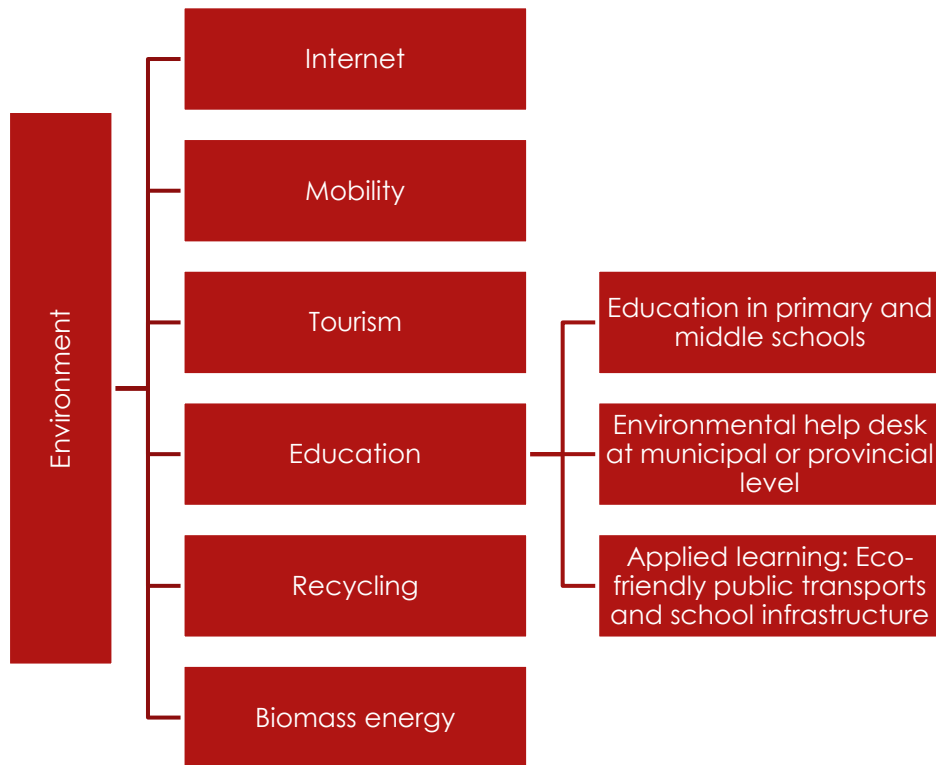 Environment
Internet
Mobility
Tourism
Education
Recycling
Biomass energy
Education in primary and
middle schools
Environmental help desk
at municipal or provincial
level
Applied learning: Eco-
friendly public transports
and school infrastructure